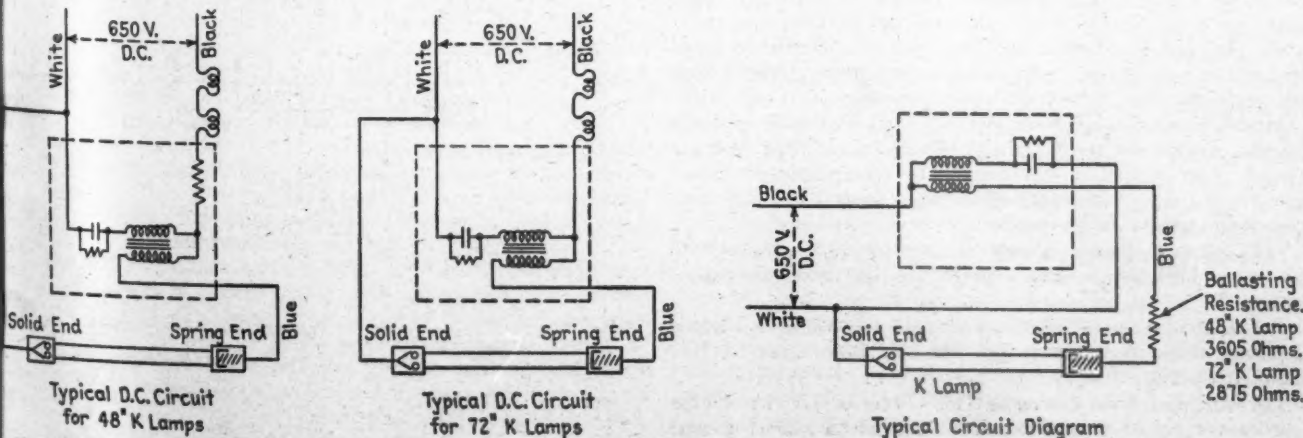 White
650 V.
D.C.
Black
Solid End
Spring End
Blue
Typical D.C. Circuit
for 48" K Lamps
White
650 V.
D.C.
Black
Solid End
Spring End
Blue
Typical D.C. Circuit
for 72" K Lamps
Black
650 V.
D.C.
White
Blue
Ballasting
Resistance.
48" K Lamp
3605 Ohms.
72" K Lamp
2875 Ohms.
Solid End
Spring End
K Lamp
Typical Circuit Diagram